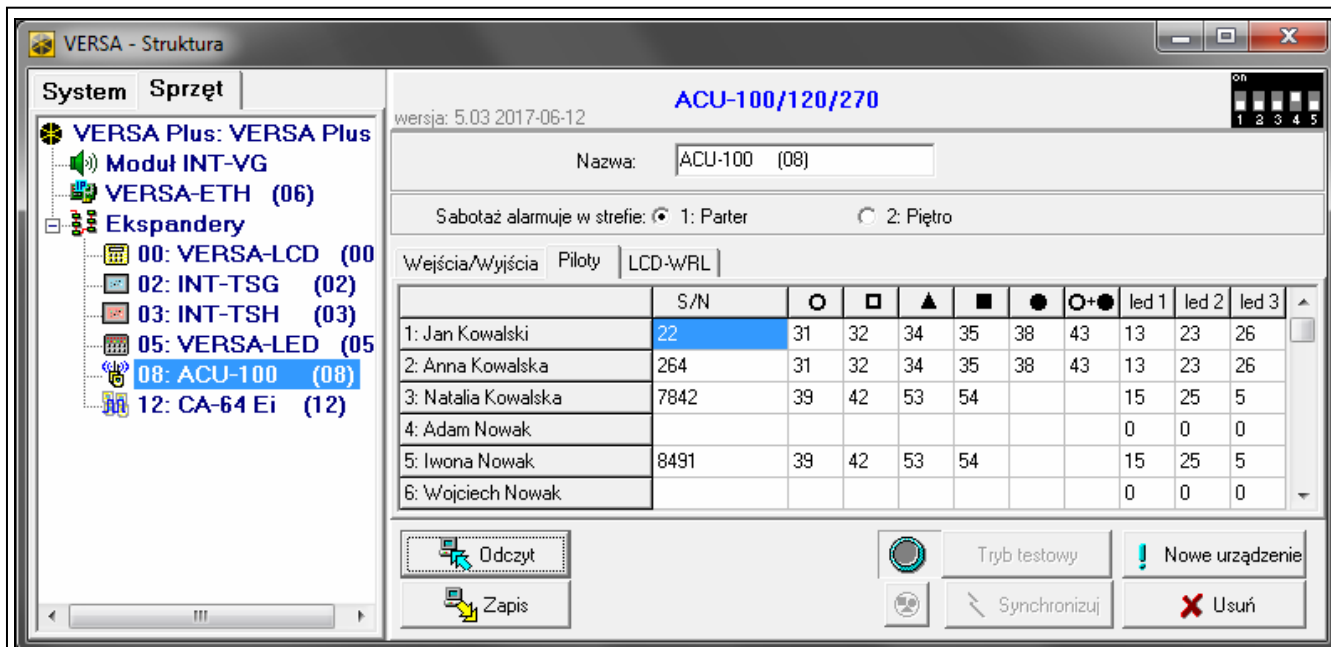 VERSA - Struktura
System Sprzęt
VERSA Plus: VERSA Plus
Moduł INT-VG
VERSA-ETH (06)
Ekspandery
00: VERSA-LCD (00
02: INT-TSG (02)
03: INT-TSH (03)
05: VERSA-LED (05
08: ACU-100 (08)
12: CA-64 Ei (12)
ACU-100/120/270
wersja: 5.03 2017-06-12
on
1 2 3 4 5
Nazwa: ACU-100 (08)
Sabotaż alarmuje w strefie: 1: Parter 2: Piętro
Wejścia/Wyjścia Piloty LCD-WRL
S/N led 1 led 2 led 3
1: Jan Kowalski 22 31 32 34 35 38 43 13 23 26
2: Anna Kowalska 264 31 32 34 35 38 43 13 23 26
3: Natalia Kowalska 7842 39 42 53 54 15 25 5
4: Adam Nowak 0 0 0
5: Iwona Nowak 8491 39 42 53 54 15 25 5
6: Wojciech Nowak 0 0 0
Odczyt Tryb testowy Nowe urządzenie
Zapis Synchronizuj Usuń